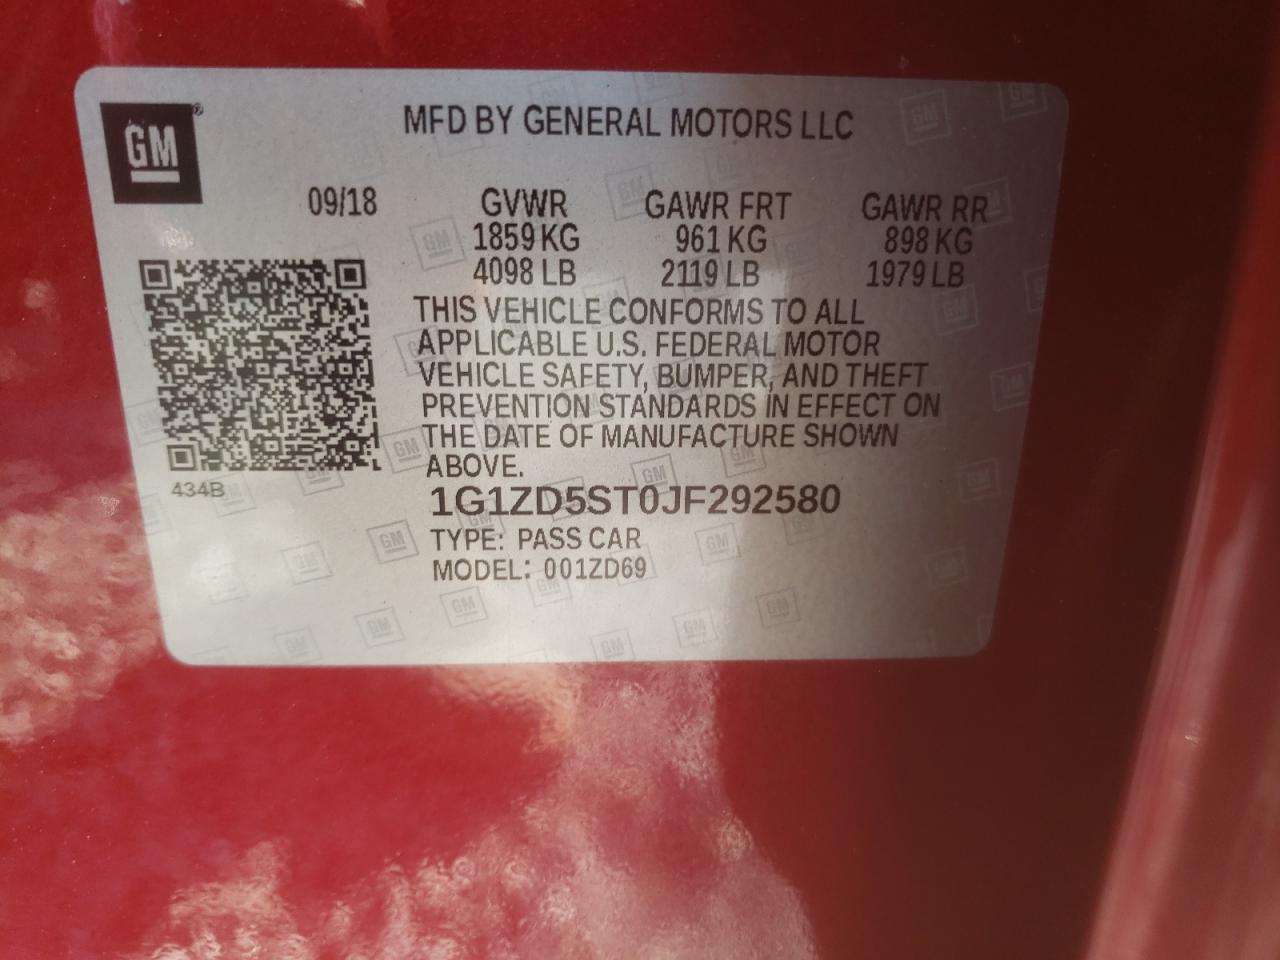 GM®
MFD BY GENERAL MOTORS LLC
09/18 GVWR GAWR FRT GAWR RR
1859 KG 961 KG 898 KG
4098 LB 2119 LB 1979 LB
THIS VEHICLE CONFORMS TO ALL
APPLICABLE U.S. FEDERAL MOTOR
VEHICLE SAFETY, BUMPER, AND THEFT
PREVENTION STANDARDS IN EFFECT ON
THE DATE OF MANUFACTURE SHOWN
ABOVE.
434B
1G1ZD5ST0JF292580
TYPE: PASS CAR
MODEL: 001ZD69